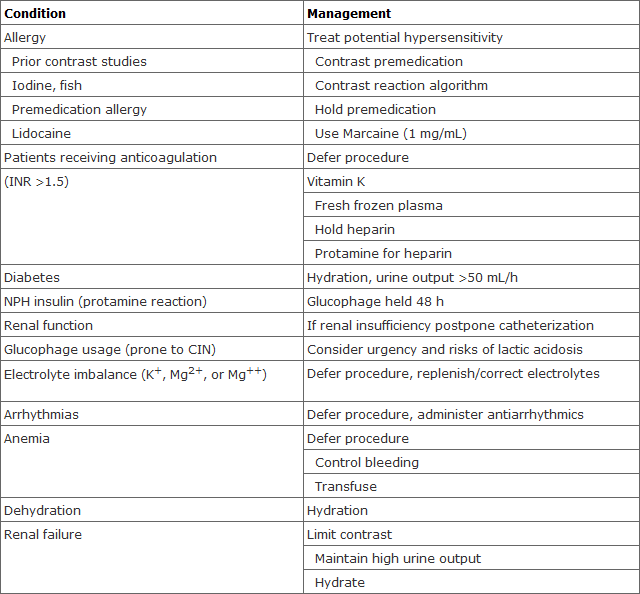 Condition Management
Allergy Treat potential hypersensitivity
Prior contrast studies Contrast premedication
Iodine, fish Contrast reaction algorithm
Premedication allergy Hold premedication
Lidocaine Use Marcaine (1 mg/mL)
Patients receiving anticoagulation Defer procedure
(INR >1.5) Vitamin K
Fresh frozen plasma
Hold heparin
Protamine for heparin
Diabetes Hydration, urine output >50 mL/h
NPH insulin (protamine reaction) Glucophage held 48 h
Renal function If renal insufficiency postpone catheterization
Glucophage usage (prone to CIN) Consider urgency and risks of lactic acidosis
Electrolyte imbalance (K⁺, Mg²⁺, or Mg⁺⁺) Defer procedure, replenish/correct electrolytes
Arrhythmias Defer procedure, administer antiarrhythmics
Anemia Defer procedure
Control bleeding
Transfuse
Dehydration Hydration
Renal failure Limit contrast
Maintain high urine output
Hydrate